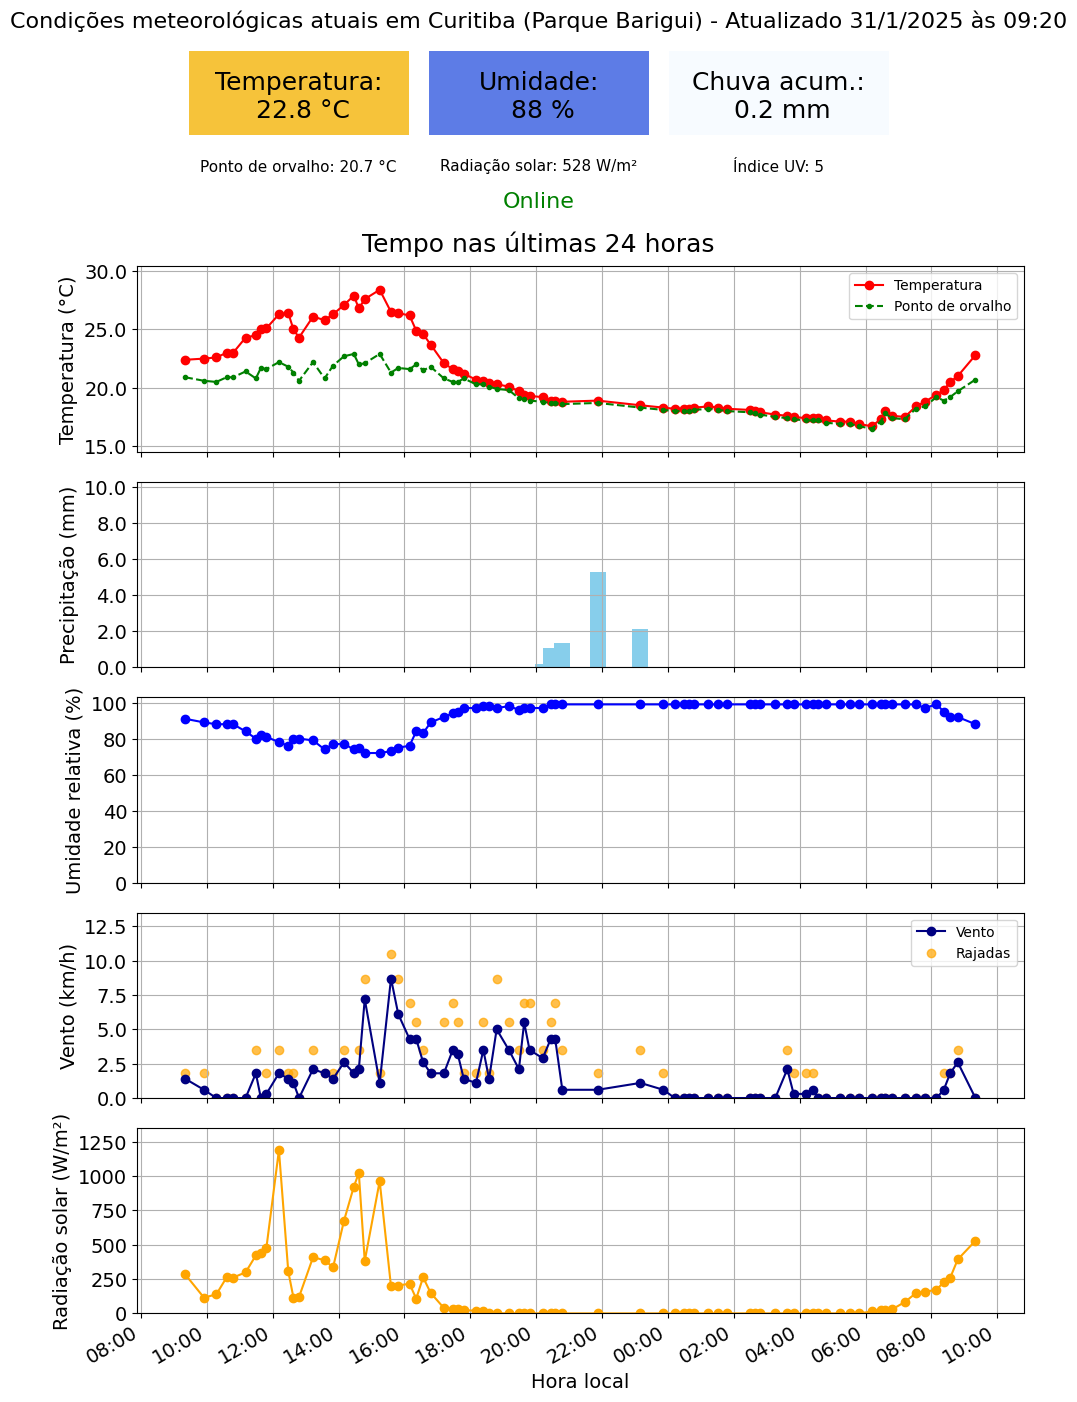 Condições meteorológicas atuais em Curitiba (Parque Barigui) - Atualizado 31/1/2025 às 09:20
Temperatura:
22.8 °C
Umidade:
88 %
Chuva acum.:
0.2 mm
Ponto de orvalho: 20.7 °C
Radiação solar: 528 W/m²
Índice UV: 5
Online
Tempo nas últimas 24 horas
Temperatura (°C)
30.0
25.0
20.0
15.0
Temperatura
Ponto de orvalho
Precipitação (mm)
10.0
8.0
6.0
4.0
2.0
0.0
Umidade relativa (%)
100
80
60
40
20
0
Vento (km/h)
12.5
10.0
7.5
5.0
2.5
0.0
Vento
Rajadas
Radiação solar (W/m²)
1250
1000
750
500
250
0
08:00
10:00
12:00
14:00
16:00
18:00
20:00
22:00
00:00
02:00
04:00
06:00
08:00
10:00
Hora local